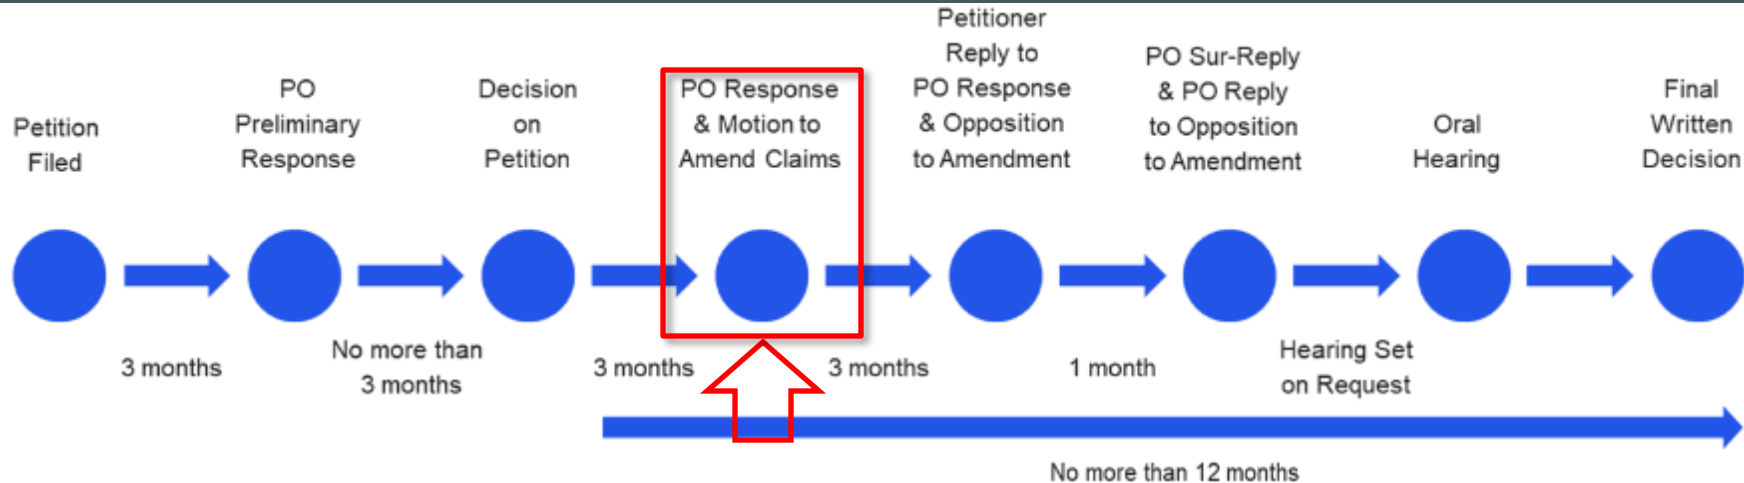 Petition
Filed
PO
Preliminary
Response
Decision
on
Petition
PO Response
& Motion to
Amend Claims
Petitioner
Reply to
PO Response
& Opposition
to Amendment
PO Sur-Reply
& PO Reply
to Opposition
to Amendment
Oral
Hearing
Final
Written
Decision
3 months
No more than
3 months
3 months
3 months
1 month
Hearing Set
on Request
No more than 12 months